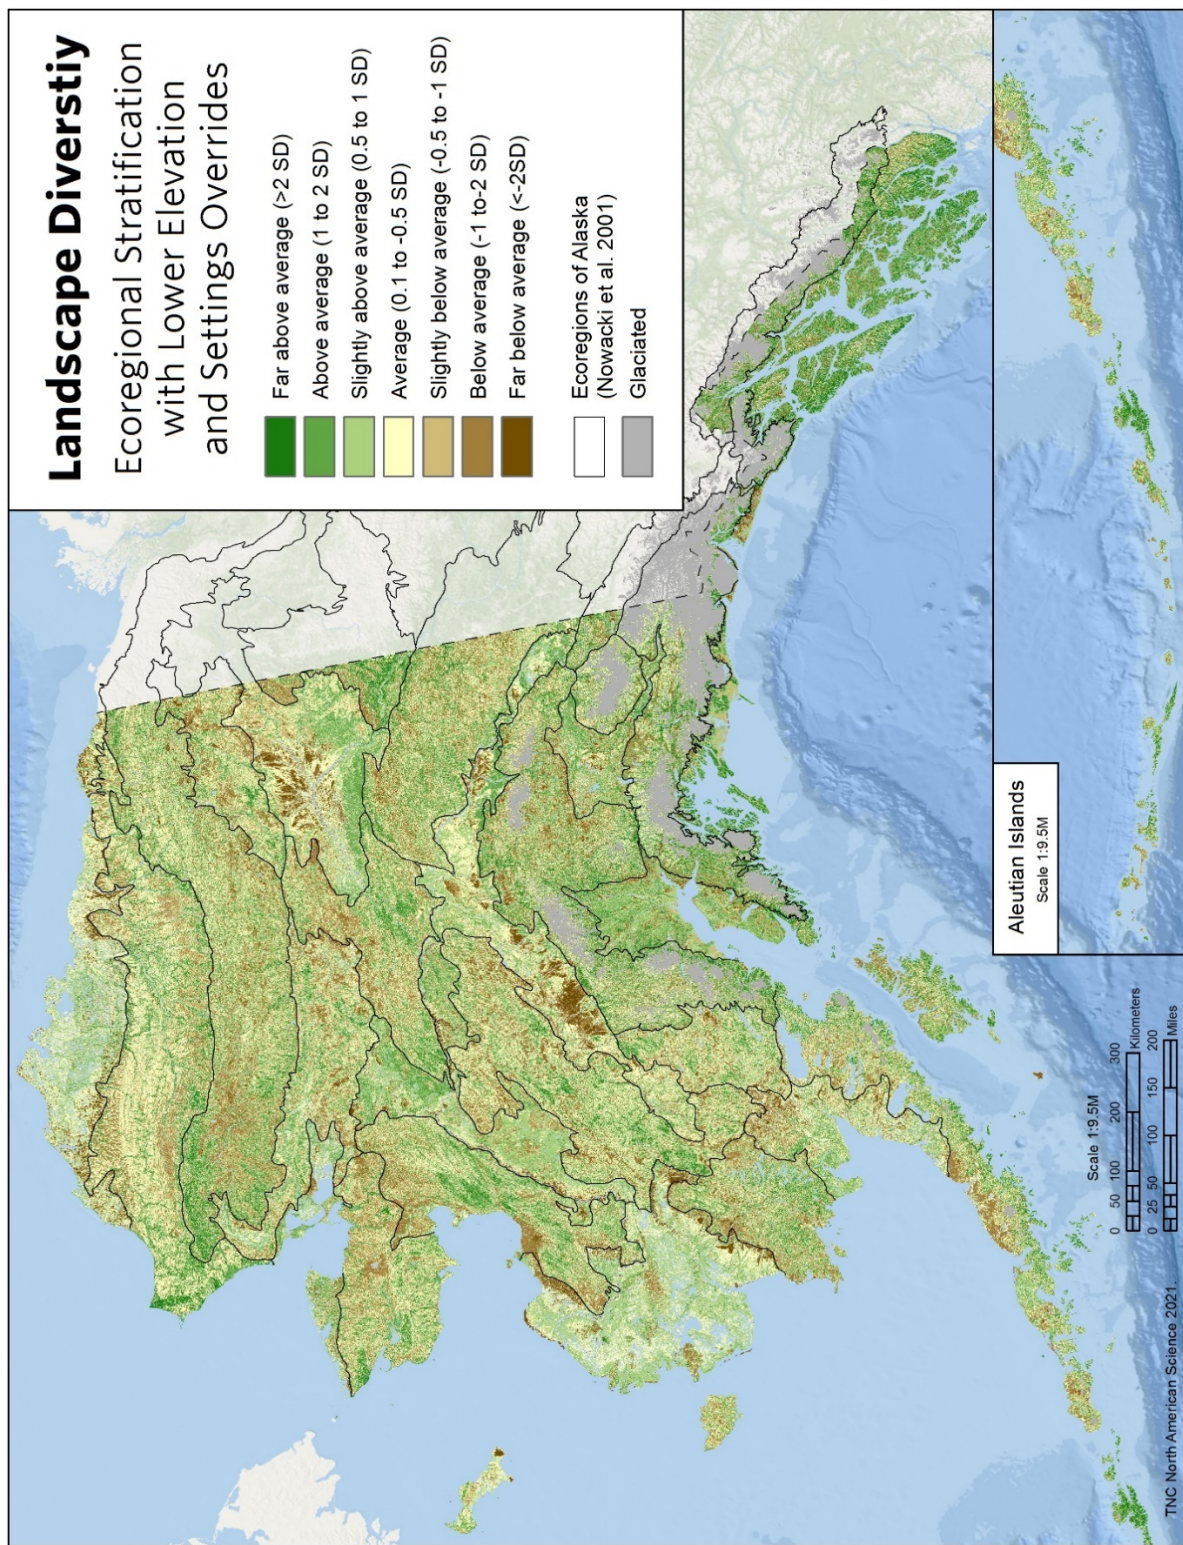 Landscape Diverstiy
Ecoregional Stratification
with Lower Elevation
and Settings Overrides
Far above average (>2 SD)
Above average (1 to 2 SD)
Slightly above average (0.5 to 1 SD)
Average (0.1 to -0.5 SD)
Slightly below average (-0.5 to -1 SD)
Below average (-1 to-2 SD)
Far below average (<-2SD)
Ecoregions of Alaska
(Nowacki et al. 2001)
Glaciated
Aleutian Islands
Scale 1:9.5M
Scale 1:9.5M
0 50 100 200 300
Kilometers
0 25 50 100 150 200
Miles
TNC North American Science 2021.